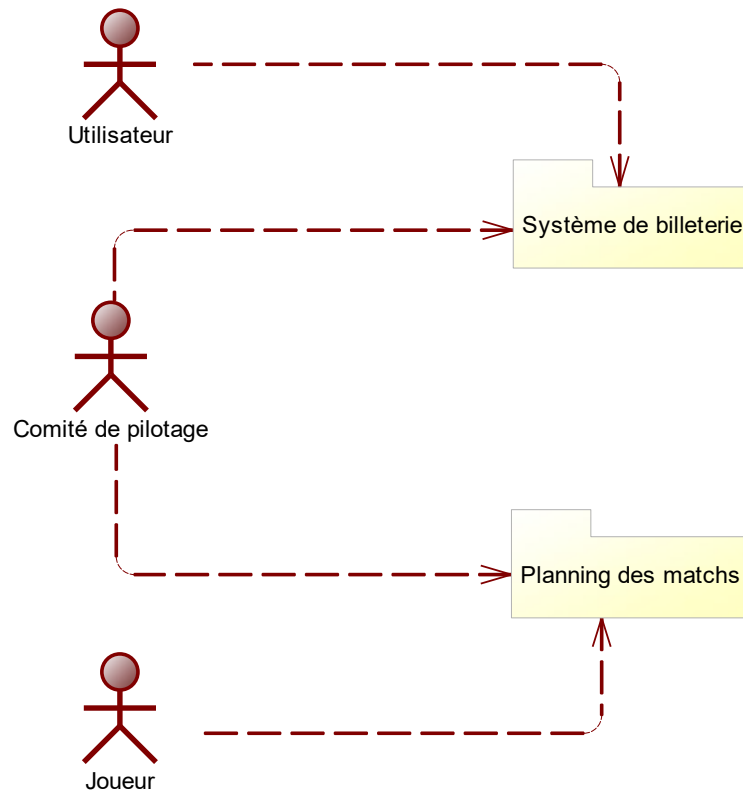 Utilisateur
Système de billeterie
Comité de pilotage
Planning des matchs
Joueur